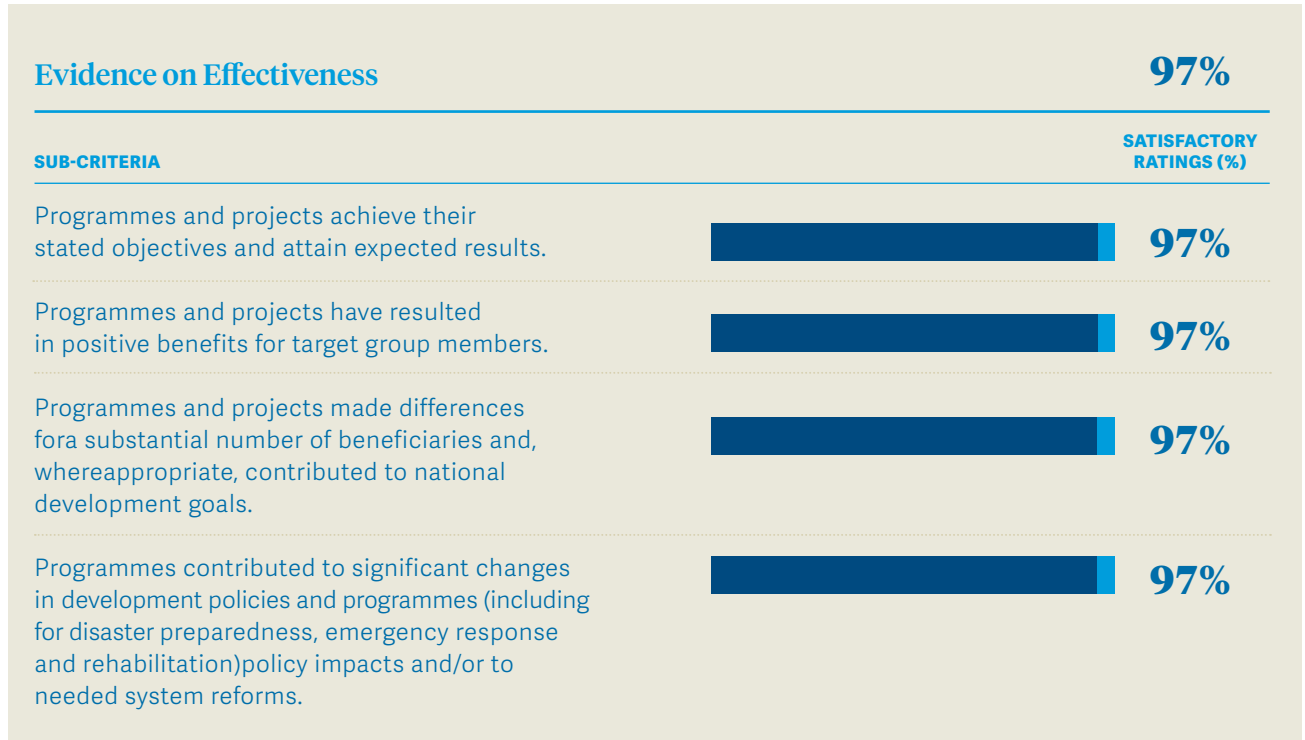 Evidence on Effectiveness
97%
SUB-CRITERIA
SATISFACTORY
RATINGS (%)
Programmes and projects achieve their
stated objectives and attain expected results.
97%
Programmes and projects have resulted
in positive benefits for target group members.
97%
Programmes and projects made differences
fora substantial number of beneficiaries and,
whereappropriate, contributed to national
development goals.
97%
Programmes contributed to significant changes
in development policies and programmes (including
for disaster preparedness, emergency response
and rehabilitation)policy impacts and/or to
needed system reforms.
97%